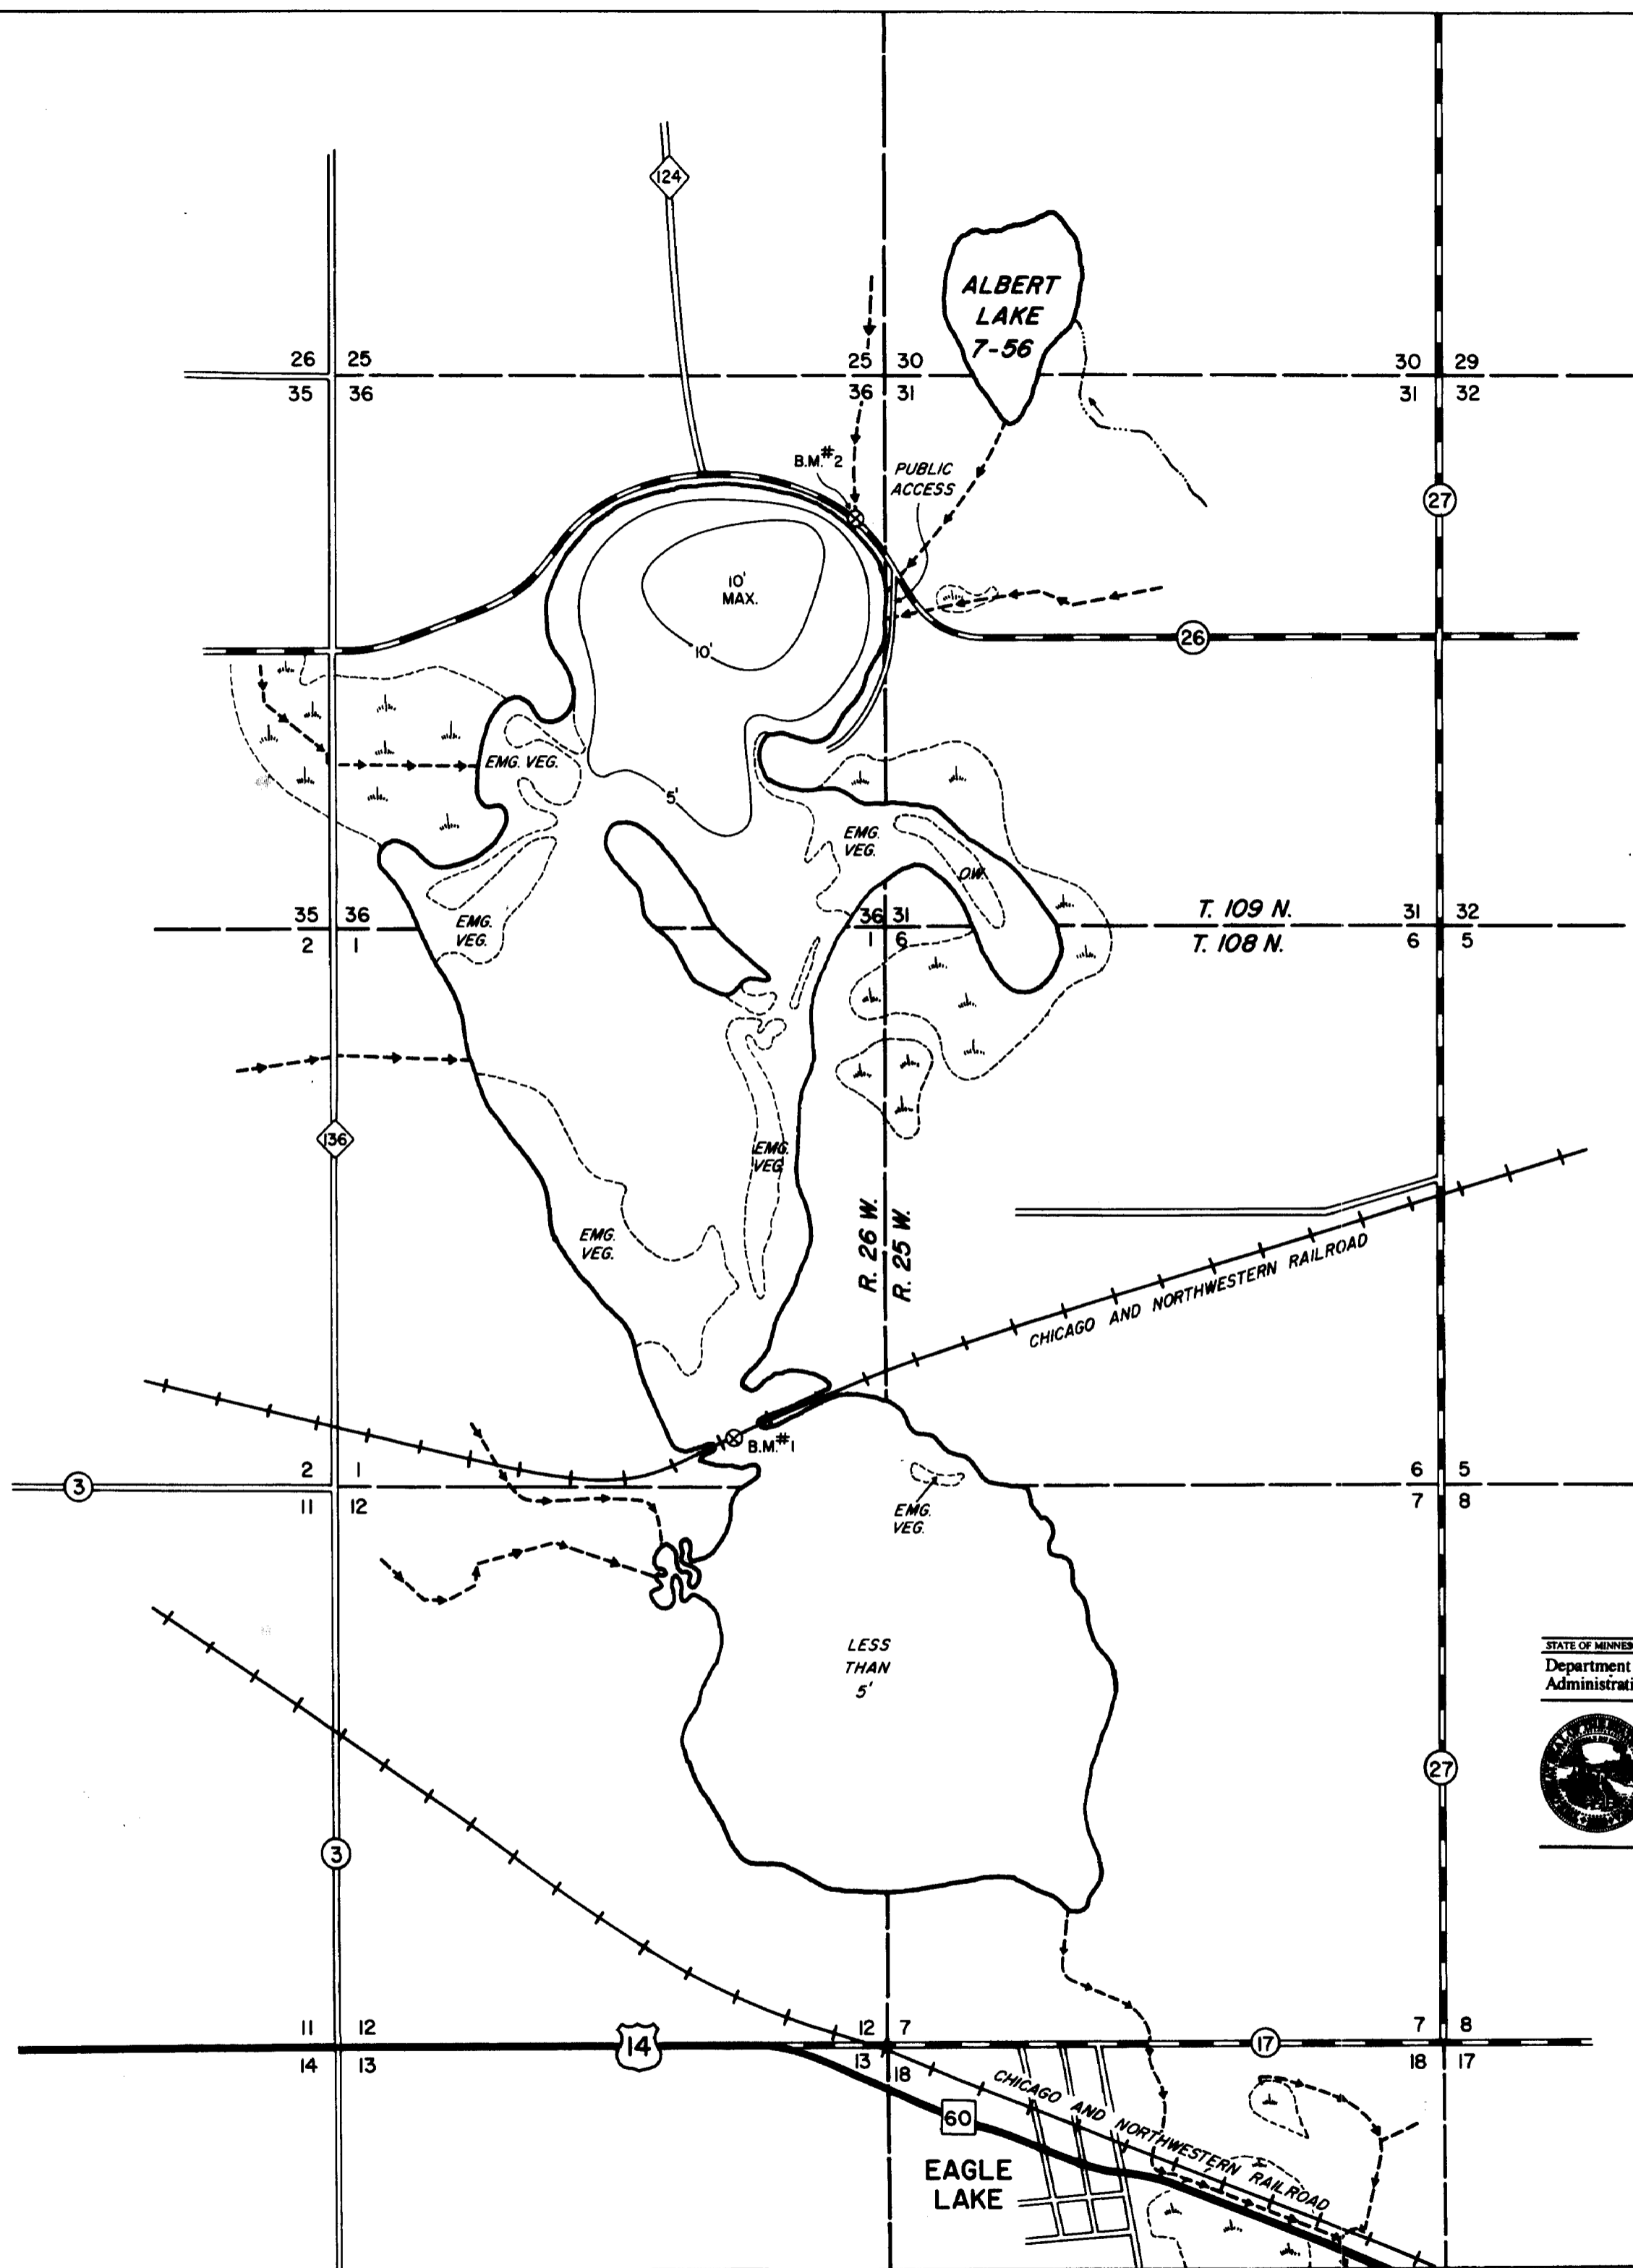 124
ALBERT
LAKE
7-56
26 25
25 30
30 29
35 36
36 31
31 32
B.M.#2
PUBLIC
ACCESS
27
10'
MAX.
10'
26
EMG. VEG.
5'
EMG.
VEG.
O.W.
EMG.
VEG.
35 36
36 31
T. 109 N.
31 32
2 1
1 6
T. 108 N.
6 5
136
EMG.
VEG.
EMG.
VEG.
R. 26 W.
R. 25 W.
CHICAGO AND NORTHWESTERN RAILROAD
B.M.#1
2 1
6 5
3
11 12
7 8
EMG.
VEG.
LESS
THAN
5'
STATE OF MINNES
Department
Administrati
27
3
11 12
12 7
7 8
14
17
14 13
13 18
18 17
CHICAGO AND NORTHWESTERN RAILROAD
60
EAGLE
LAKE